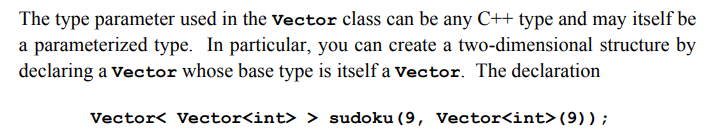 The type parameter used in the Vector class can be any C++ type and may itself be
a parameterized type.  In particular, you can create a two-dimensional structure by
declaring a Vector whose base type is itself a Vector.  The declaration
Vector< Vector<int> > sudoku(9, Vector<int>(9));